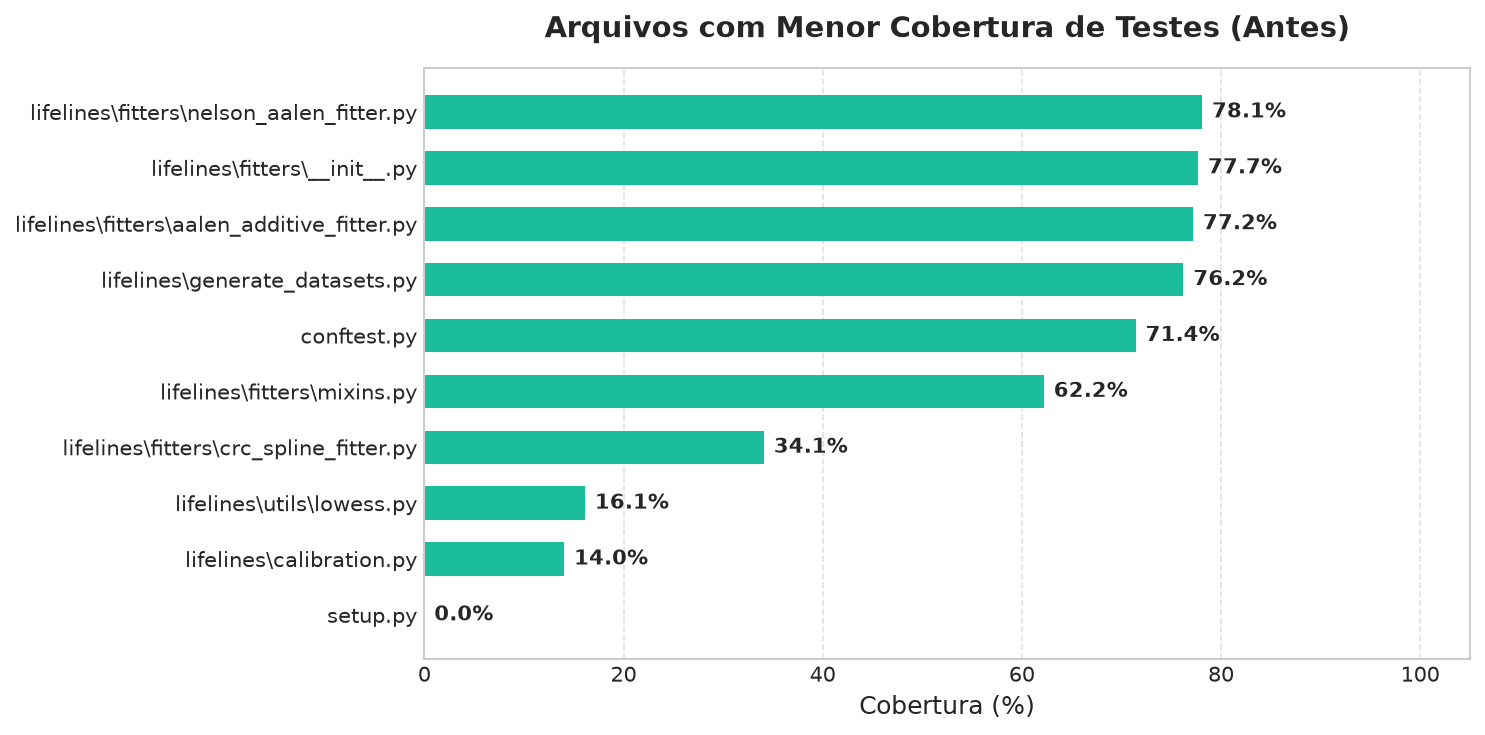 Arquivos com Menor Cobertura de Testes (Antes)
lifelines\fitters\nelson_aalen_fitter.py 78.1%
lifelines\fitters\__init__.py 77.7%
lifelines\fitters\aalen_additive_fitter.py 77.2%
lifelines\generate_datasets.py 76.2%
conftest.py 71.4%
lifelines\fitters\mixins.py 62.2%
lifelines\fitters\crc_spline_fitter.py 34.1%
lifelines\utils\lowess.py 16.1%
lifelines\calibration.py 14.0%
setup.py 0.0%
0 20 40 60 80 100
Cobertura (%)